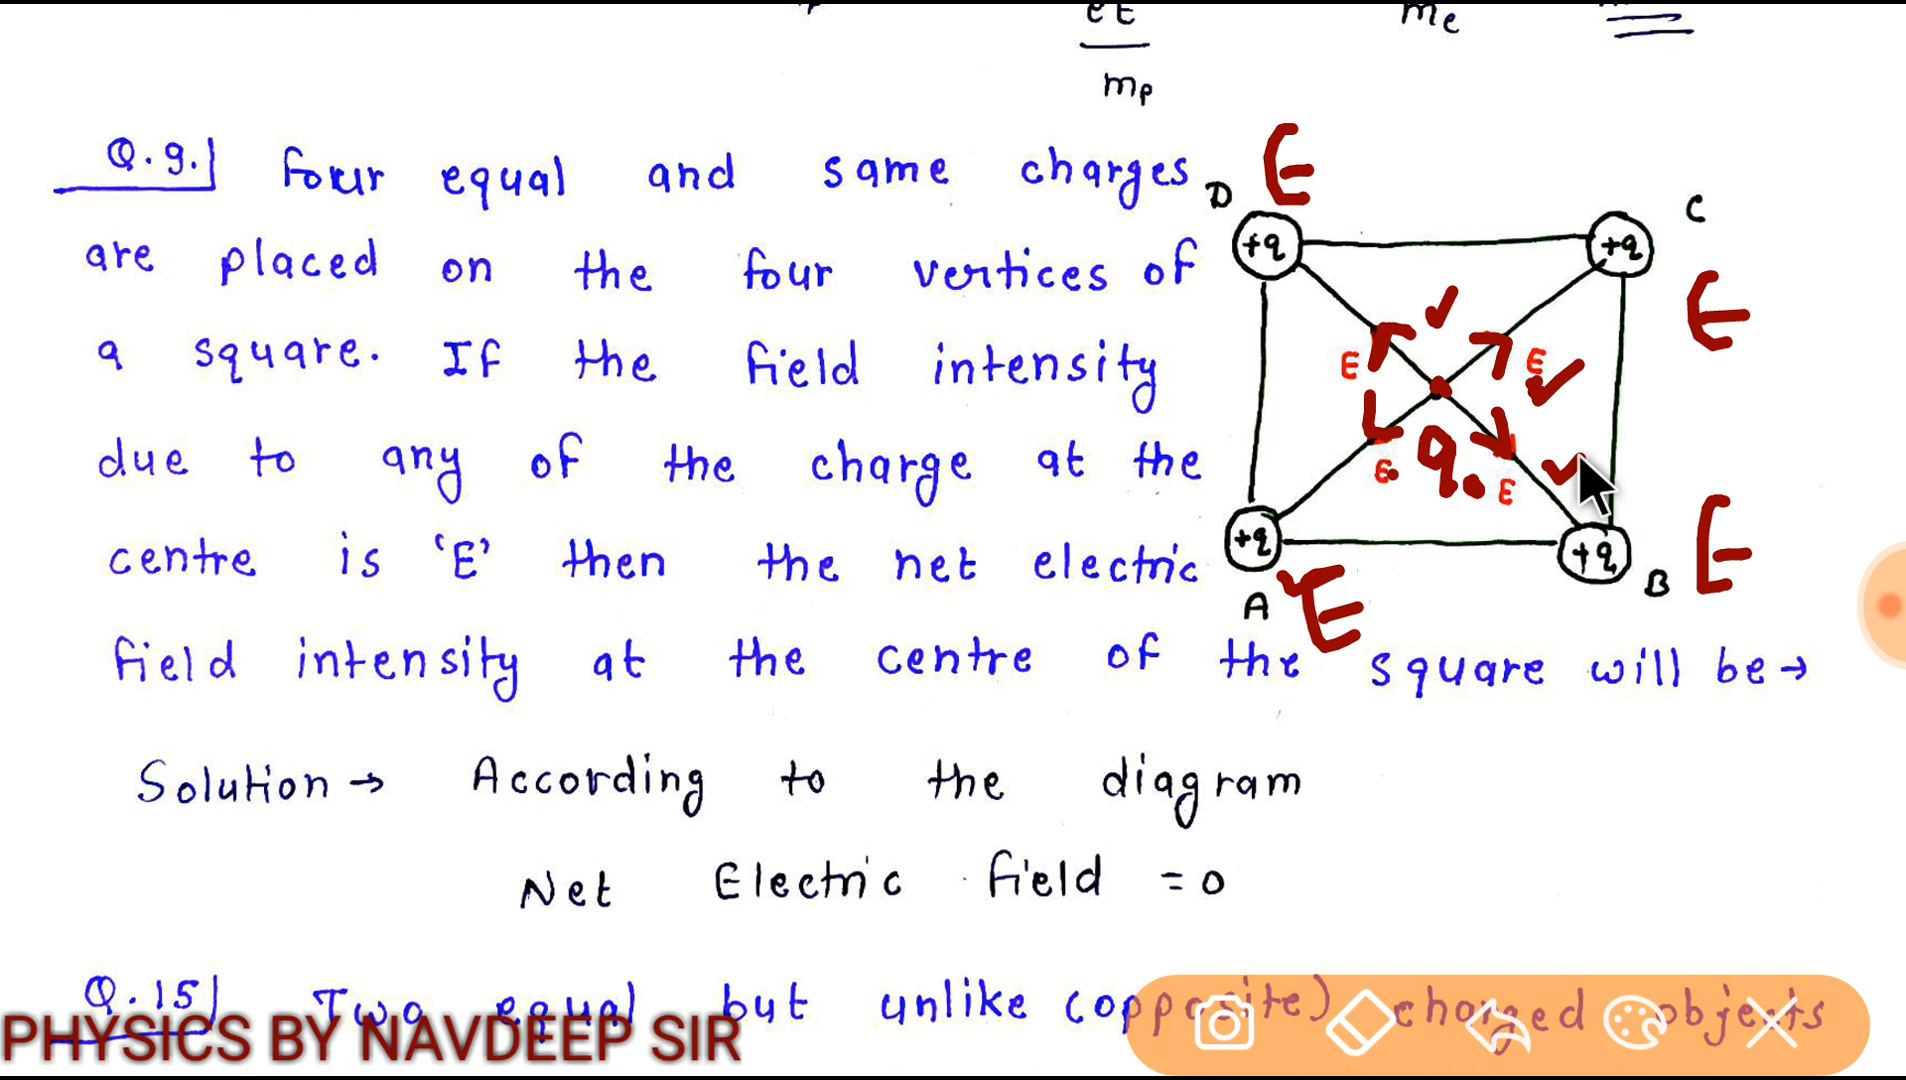 et
me
mp
Q.9.] four equal and same charges
are placed on the four vertices of
a square. If the field intensity
due to any of the charge at the
centre is 'E' then the net electric
field intensity at the centre of the square will be→
D E
C
+q +q
E
E E
E. q. E
+q +q
A E
B E
Solution → According to the diagram
Net Electric field = 0
Q.15] Two equal but unlike (opposite) charged objects
PHYSICS BY NAVDEEP SIR